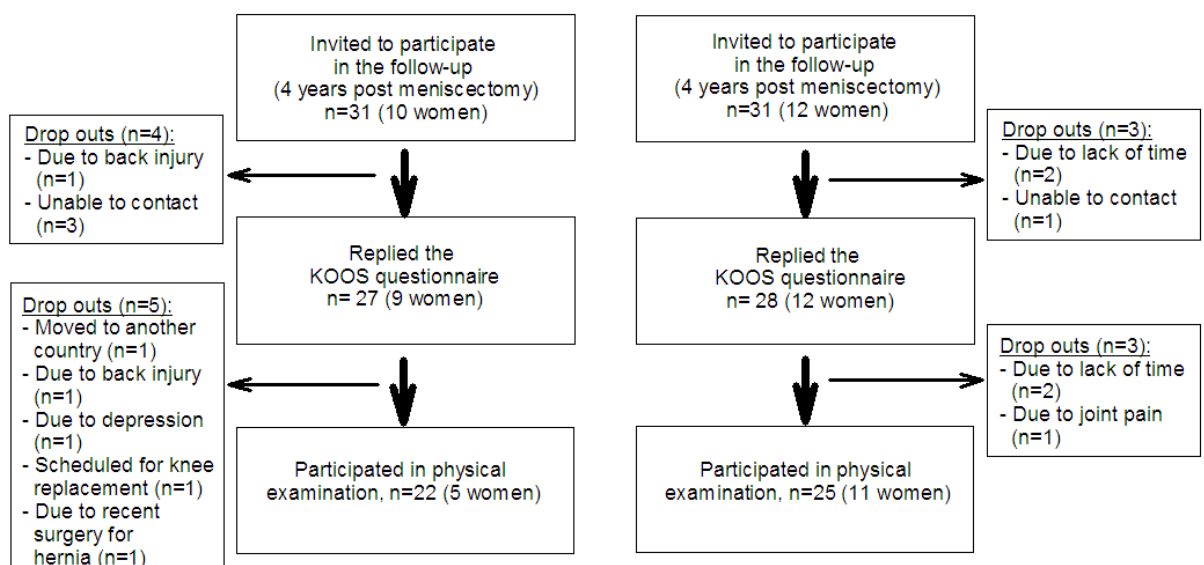 Invited to participate
in the follow-up
(4 years post meniscectomy)
n=31 (10 women)
Drop outs (n=4):
- Due to back injury
(n=1)
- Unable to contact
(n=3)
Replied the
KOOS questionnaire
n= 27 (9 women)
Drop outs (n=5):
- Moved to another
country (n=1)
- Due to back injury
(n=1)
- Due to depression
(n=1)
- Scheduled for knee
replacement (n=1)
- Due to recent
surgery for
hernia (n=1)
Participated in physical
examination, n=22 (5 women)
Invited to participate
in the follow-up
(4 years post meniscectomy)
n=31 (12 women)
Drop outs (n=3):
- Due to lack of time
(n=2)
- Unable to contact
(n=1)
Replied the
KOOS questionnaire
n= 28 (12 women)
Drop outs (n=3):
- Due to lack of time
(n=2)
- Due to joint pain
(n=1)
Participated in physical
examination, n=25 (11 women)